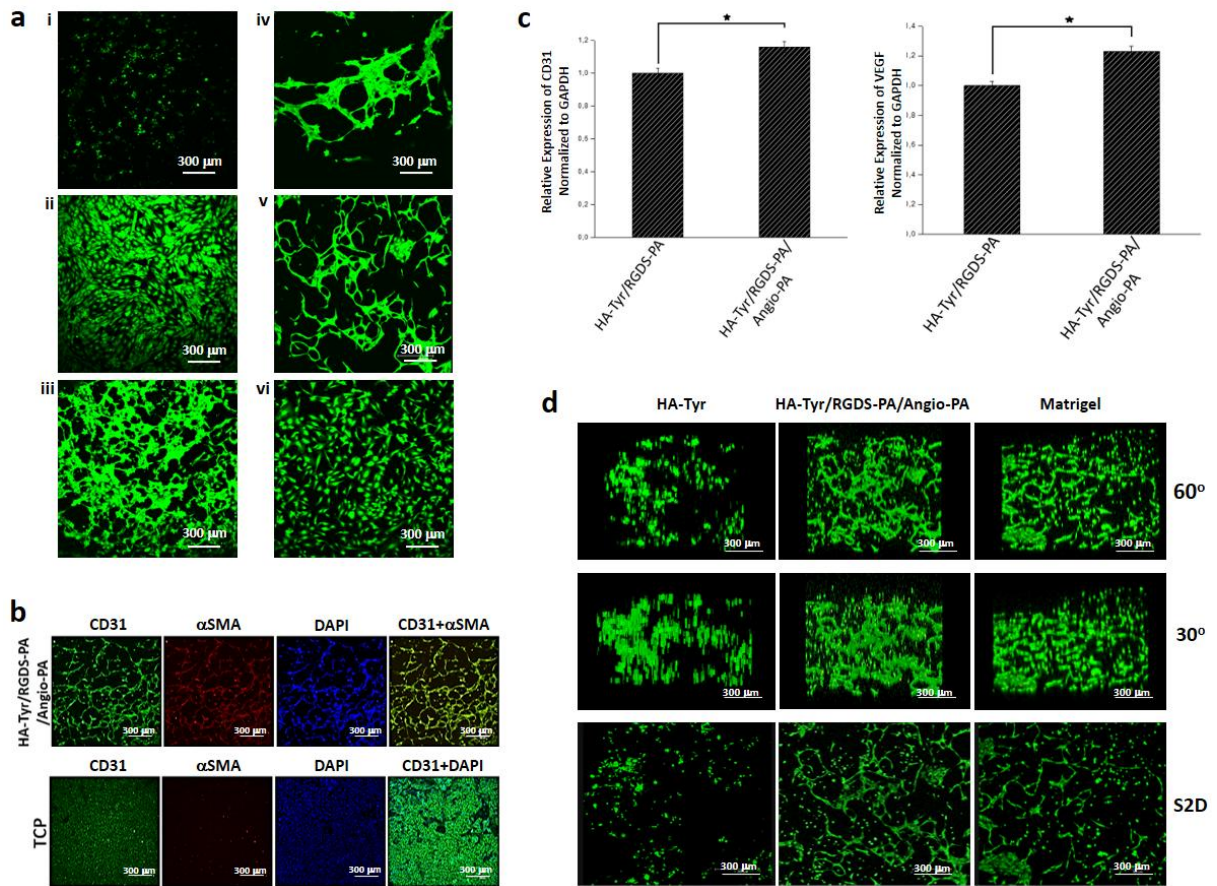 a
i
300 μm
iv
300 μm
ii
300 μm
v
300 μm
iii
300 μm
vi
300 μm
b
HA-Tyr/RGDS-PA
/Angio-PA
CD31
αSMA
DAPI
CD31+αSMA
300 μm
300 μm
300 μm
300 μm
TCP
CD31
αSMA
DAPI
CD31+DAPI
300 μm
300 μm
300 μm
300 μm
c
Relative Expression of CD31
Normalized to GAPDH
1,2
1,0
0,8
0,6
0,4
0,2
0,0
★
HA-Tyr/RGDS-PA
HA-Tyr/RGDS-PA/
Angio-PA
Relative Expression of VEGF
Normalized to GAPDH
1,4
1,2
1,0
0,8
0,6
0,4
0,2
,0
★
HA-Tyr/RGDS-PA
HA-Tyr/RGDS-PA/
Angio-PA
d
HA-Tyr
HA-Tyr/RGDS-PA/Angio-PA
Matrigel
300 μm
300 μm
300 μm
60°
300 μm
300 μm
300 μm
30°
300 μm
300 μm
300 μm
S2D